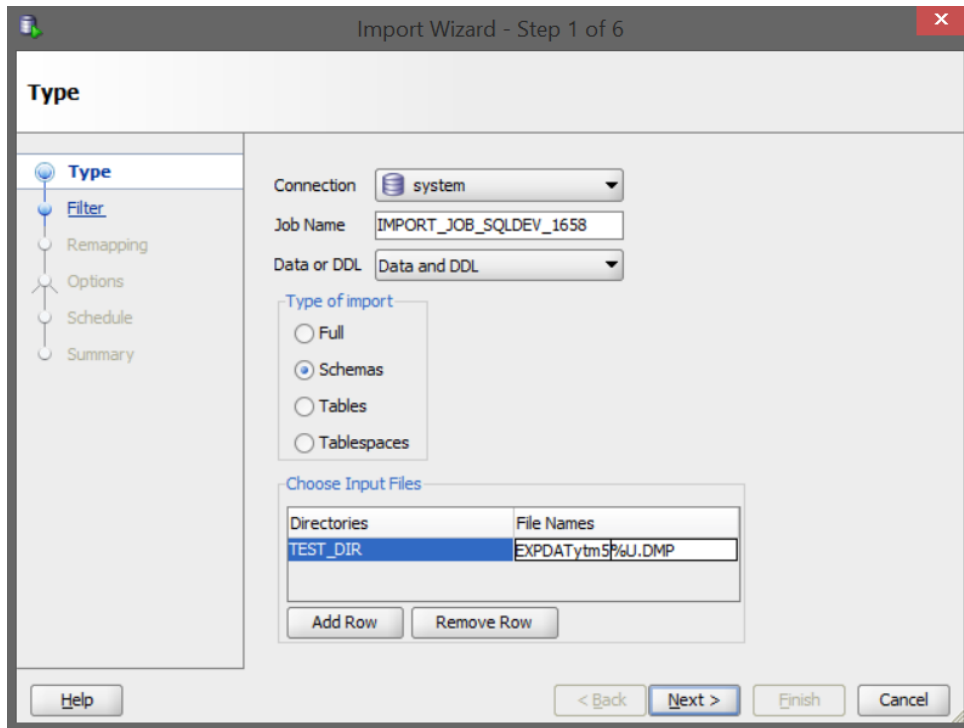 Import Wizard - Step 1 of 6
Type
Type
Filter
Remapping
Options
Schedule
Summary
Connection system
Job Name IMPORT_JOB_SQLDEV_1658
Data or DDL Data and DDL
Type of import
Full
Schemas
Tables
Tablespaces
Choose Input Files
Directories File Names
TEST_DIR EXPDATytm5%U.DMP
Add Row Remove Row
Help < Back Next > Finish Cancel